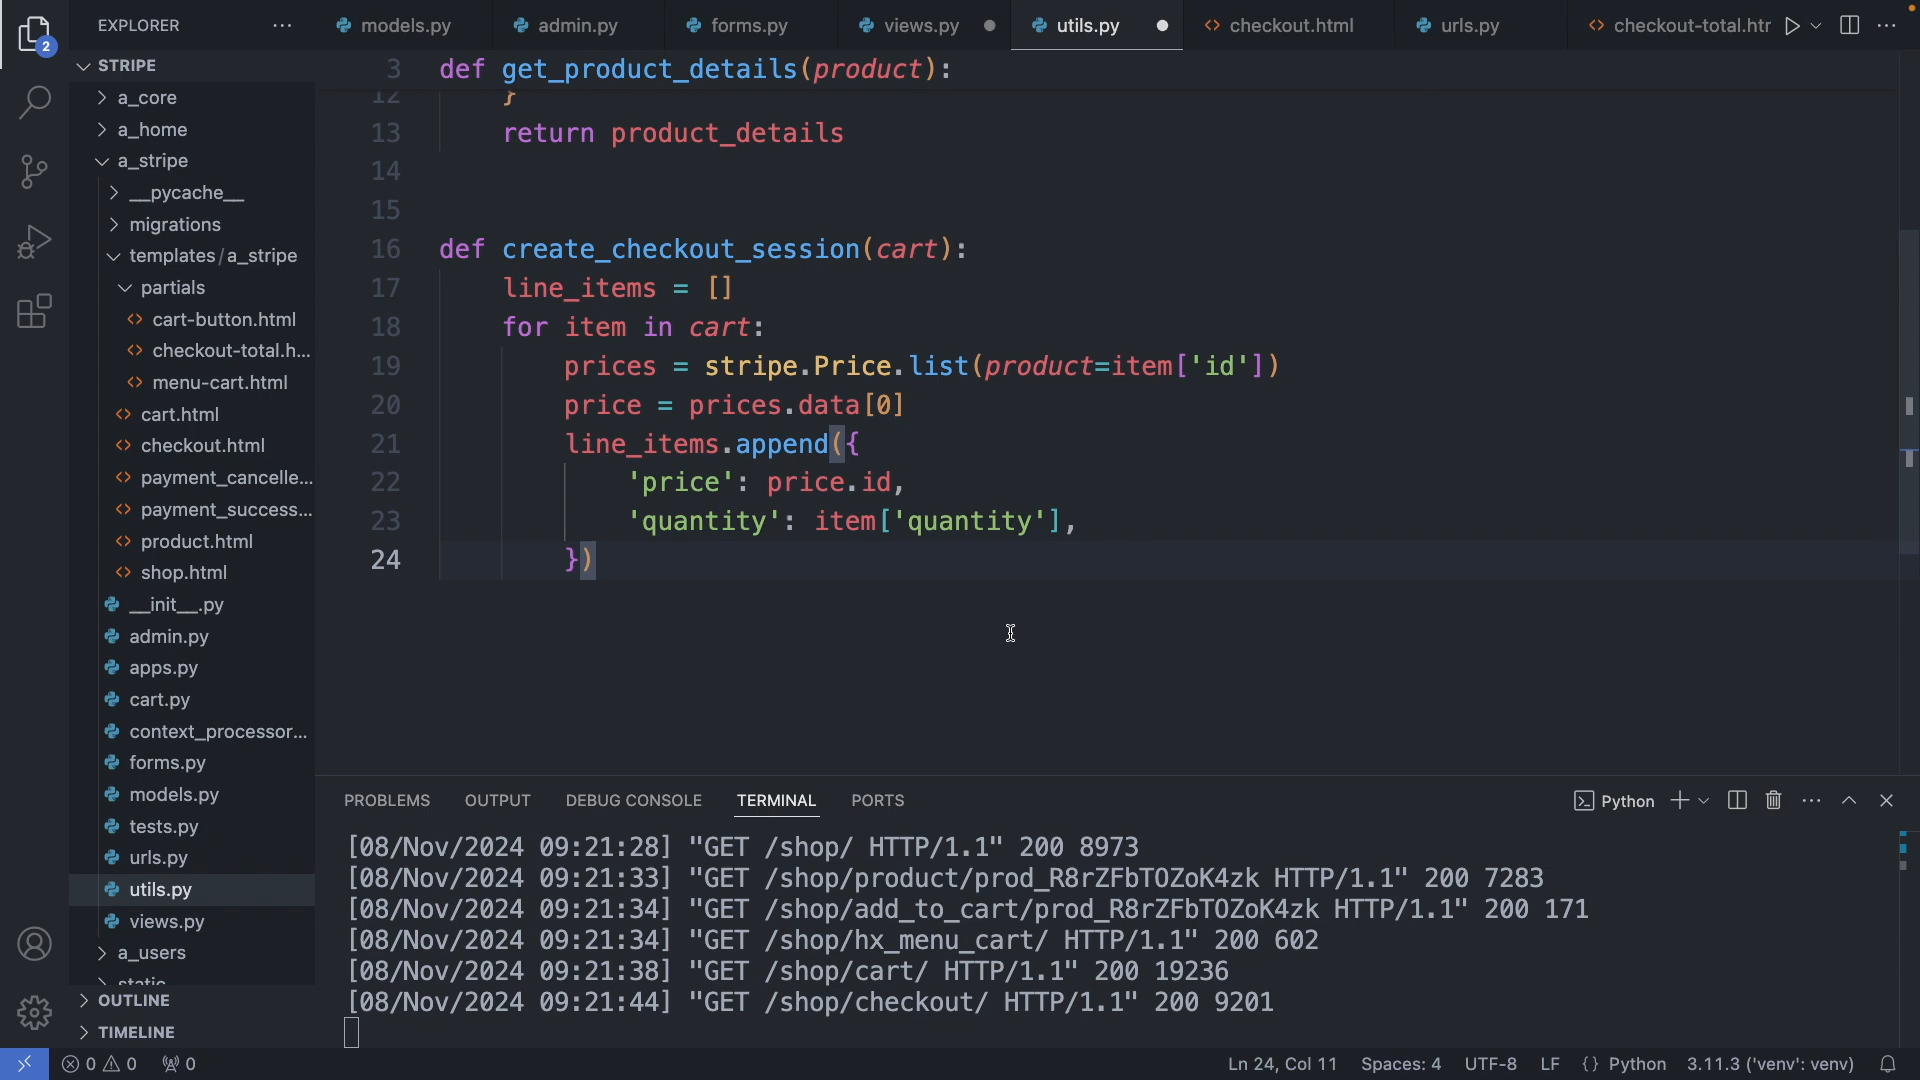 EXPLORER
2
models.py
admin.py
forms.py
views.py
utils.py
checkout.html
urls.py
checkout-total.htr
STRIPE
a_core
a_home
a_stripe
__pycache__
migrations
templates/a_stripe
partials
cart-button.html
checkout-total.h...
menu-cart.html
cart.html
checkout.html
payment_cancelle...
payment_success...
product.html
shop.html
__init__.py
admin.py
apps.py
cart.py
context_processor...
forms.py
models.py
tests.py
urls.py
utils.py
views.py
a_users
static
OUTLINE
TIMELINE
3 def get_product_details(product):
12 }
13 return product_details
14
15
16 def create_checkout_session(cart):
17 line_items = []
18 for item in cart:
19 prices = stripe.Price.list(product=item['id'])
20 price = prices.data[0]
21 line_items.append({
22 'price': price.id,
23 'quantity': item['quantity'],
24 })
PROBLEMS OUTPUT DEBUG CONSOLE TERMINAL PORTS
Python
[08/Nov/2024 09:21:28] "GET /shop/ HTTP/1.1" 200 8973
[08/Nov/2024 09:21:33] "GET /shop/product/prod_R8rZFbTOZoK4zk HTTP/1.1" 200 7283
[08/Nov/2024 09:21:34] "GET /shop/add_to_cart/prod_R8rZFbTOZoK4zk HTTP/1.1" 200 171
[08/Nov/2024 09:21:34] "GET /shop/hx_menu_cart/ HTTP/1.1" 200 602
[08/Nov/2024 09:21:38] "GET /shop/cart/ HTTP/1.1" 200 19236
[08/Nov/2024 09:21:44] "GET /shop/checkout/ HTTP/1.1" 200 9201
0 0 0
Ln 24, Col 11 Spaces: 4 UTF-8 LF {} Python 3.11.3 ('venv': venv)